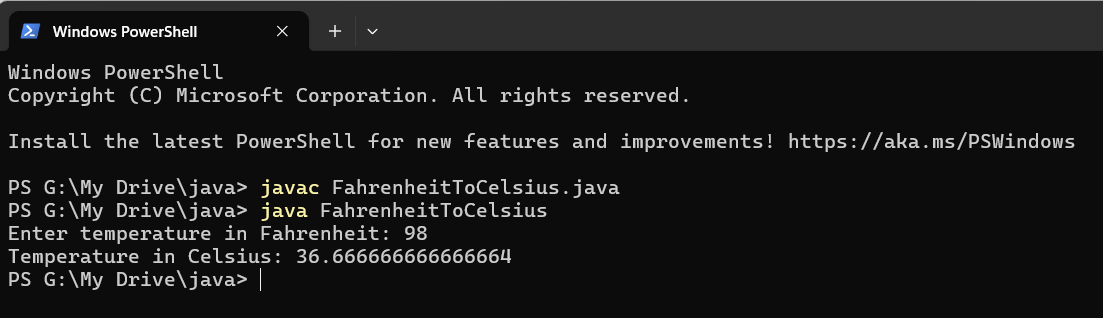 Windows PowerShell
Windows PowerShell
Copyright (C) Microsoft Corporation. All rights reserved.
Install the latest PowerShell for new features and improvements! https://aka.ms/PSWindows
PS G:\My Drive\java> javac FahrenheitToCelsius.java
PS G:\My Drive\java> java FahrenheitToCelsius
Enter temperature in Fahrenheit: 98
Temperature in Celsius: 36.666666666666664
PS G:\My Drive\java>